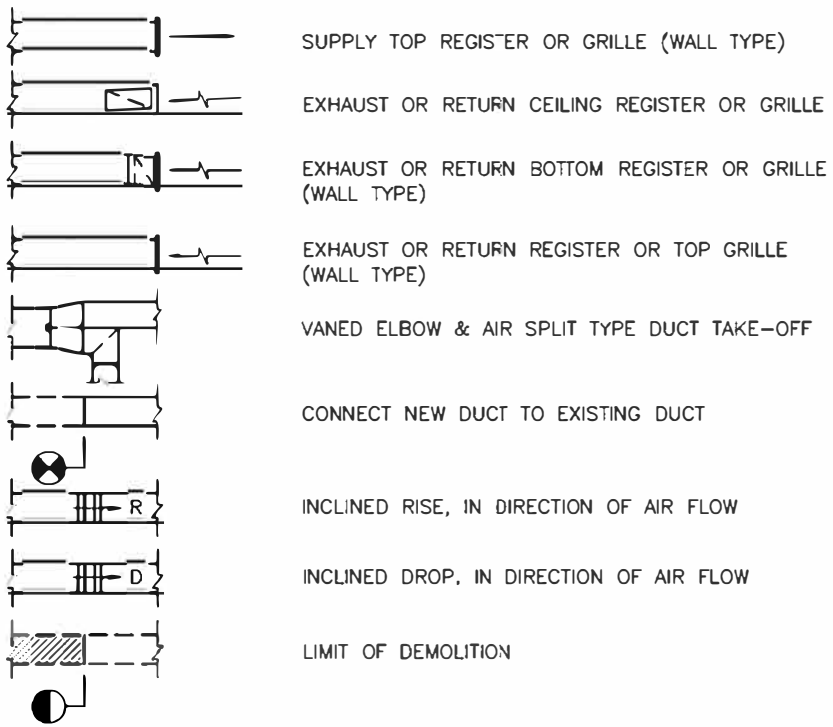 SUPPLY TOP REGISTER OR GRILLE (WALL TYPE)
EXHAUST OR RETURN CEILING REGISTER OR GRILLE
EXHAUST OR RETURN BOTTOM REGISTER OR GRILLE
(WALL TYPE)
EXHAUST OR RETURN REGISTER OR TOP GRILLE
(WALL TYPE)
VANED ELBOW & AIR SPLIT TYPE DUCT TAKE-OFF
CONNECT NEW DUCT TO EXISTING DUCT
R INCLINED RISE, IN DIRECTION OF AIR FLOW
D INCLINED DROP, IN DIRECTION OF AIR FLOW
LIMIT OF DEMOLITION